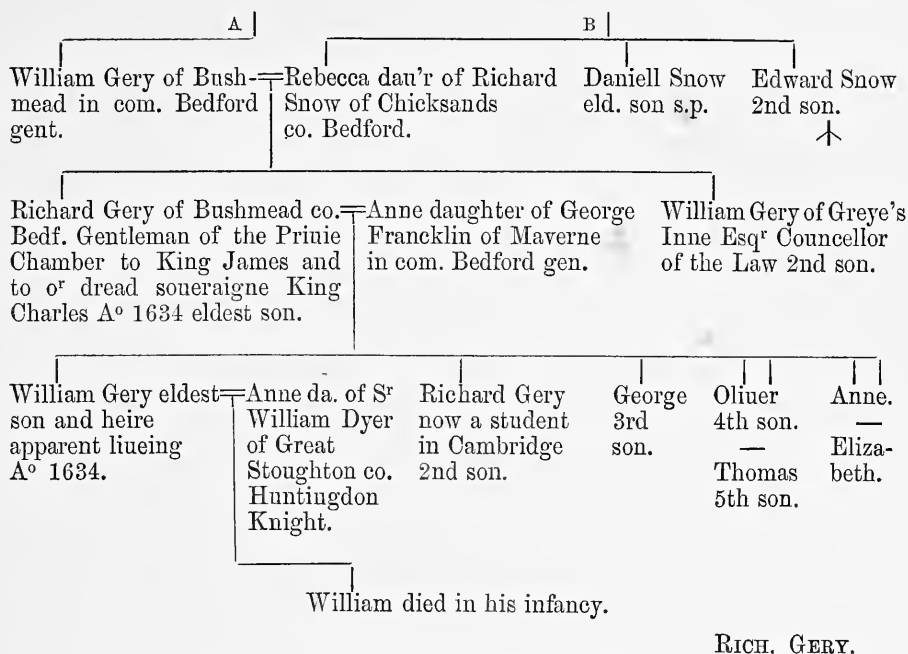 A
B
William Gery of Bush-
mead in com. Bedford
gent.
Rebecca dau'r of Richard
Snow of Chicksands
co. Bedford.
Daniell Snow
eld. son s.p.
Edward Snow
2nd son.
Richard Gery of Bushmead co.
Bedf. Gentleman of the Priuie
Chamber to King James and
to oʳ dread soueraigne King
Charles Aº 1634 eldest son.
Anne daughter of George
Francklin of Maverne
in com. Bedford gen.
William Gery of Greye's
Inne Esqʳ Councellor
of the Law 2nd son.
William Gery eldest
son and heire
apparent liueing
Aº 1634.
Anne da. of Sʳ
William Dyer
of Great
Stoughton co.
Huntingdon
Knight.
Richard Gery
now a student
in Cambridge
2nd son.
George
3rd
son.
Oliuer
4th son.
—
Thomas
5th son.
Anne.
—
Eliza-
beth.
William died in his infancy.
RICH. GERY.